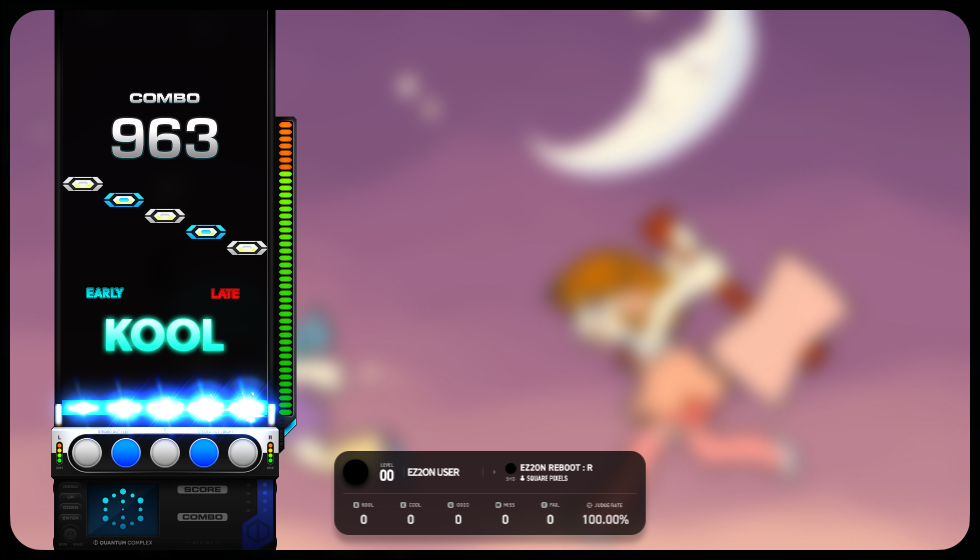 COMBO
963
EARLY
LATE
KOOL
L
R
SCORE
COMBO
QUANTUM COMPLEX
LEVEL
00
EZ2ON USER
EZ2ON REBOOT : R
SQUARE PIXELS
KOOL
COOL
GOOD
MISS
FAIL
JUDGE RATE
0
0
0
0
0
100.00%